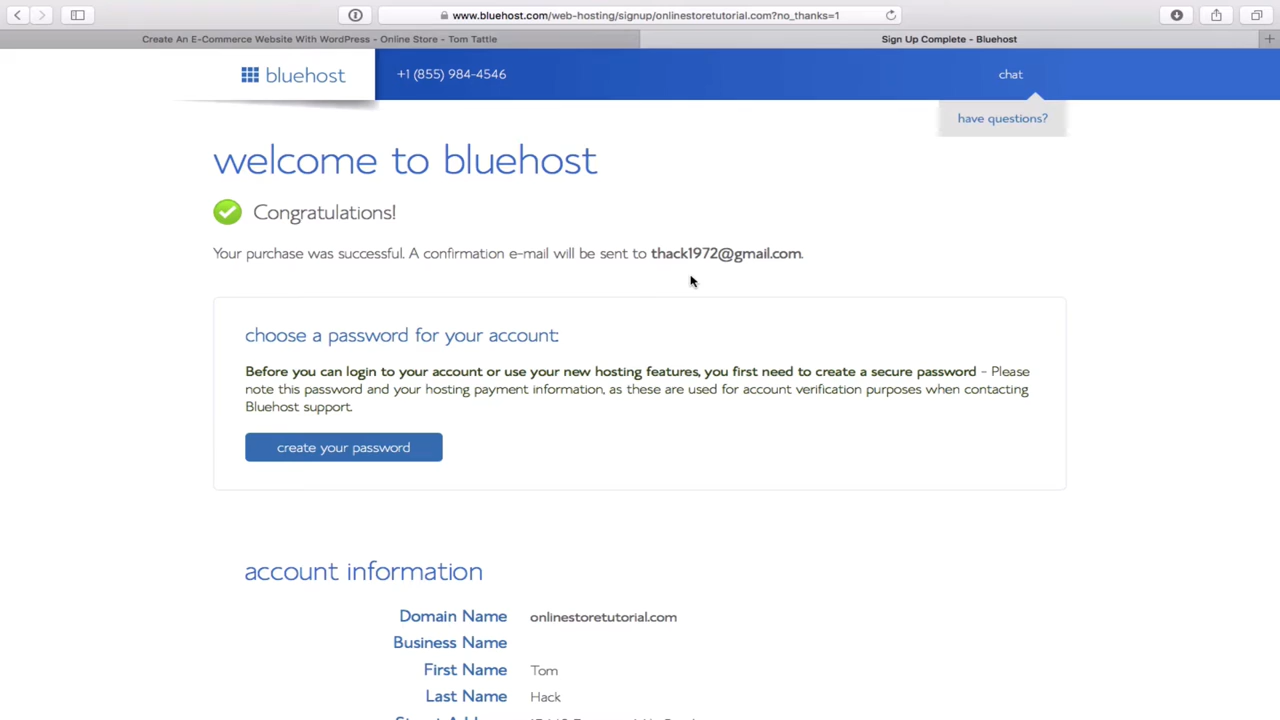 www.bluehost.com/web-hosting/signup/onlinestoretutorial.com?no_thanks=1
Create An E-Commerce Website With WordPress - Online Store - Tom Tattle
Sign Up Complete - Bluehost
bluehost
+1 (855) 984-4546
chat
have questions?
welcome to bluehost
Congratulations!
Your purchase was successful. A confirmation e-mail will be sent to thack1972@gmail.com.
choose a password for your account:
Before you can login to your account or use your new hosting features, you first need to create a secure password - Please
note this password and your hosting payment information, as these are used for account verification purposes when contacting
Bluehost support.
create your password
account information
Domain Name onlinestoretutorial.com
Business Name
First Name Tom
Last Name Hack